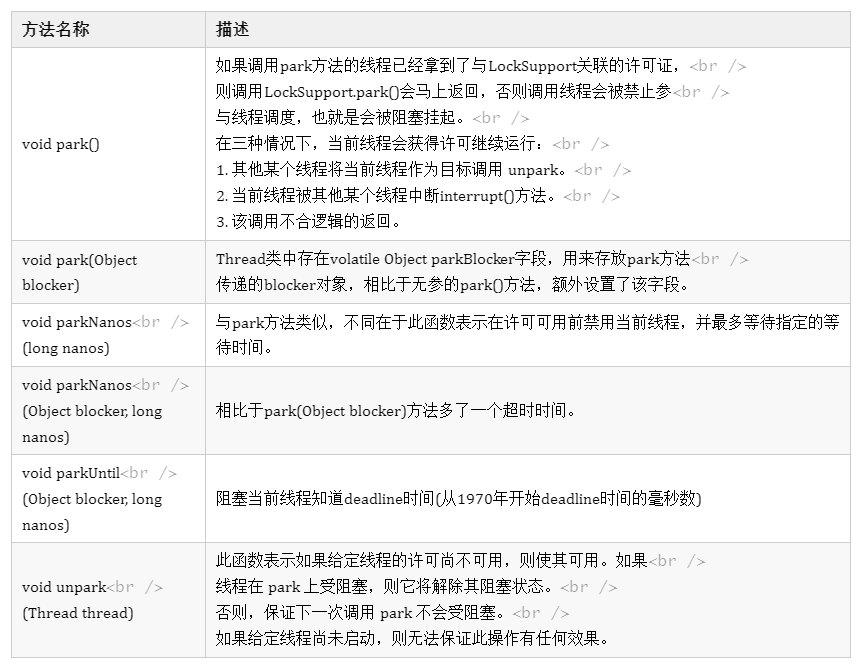 方法名称
描述
void park()
如果调用park方法的线程已经拿到了与LockSupport关联的许可证，<br />
则调用LockSupport.park()会马上返回，否则调用线程会被禁止参<br />
与线程调度，也就是会被阻塞挂起。<br />
在三种情况下，当前线程会获得许可继续运行：<br />
1. 其他某个线程将当前线程作为目标调用 unpark。<br />
2. 当前线程被其他某个线程中断interrupt()方法。<br />
3. 该调用不合逻辑的返回。
void park(Object
blocker)
Thread类中存在volatile Object parkBlocker字段，用来存放park方法<br />
传递的blocker对象，相比于无参的park()方法，额外设置了该字段。
void parkNanos<br />
(long nanos)
与park方法类似，不同在于此函数表示在许可可用前禁用当前线程，并最多等待指定的等
待时间。
void parkNanos<br />
(Object blocker, long
nanos)
相比于park(Object blocker)方法多了一个超时时间。
void parkUntil<br />
(Object blocker, long
nanos)
阻塞当前线程知道deadline时间(从1970年开始deadline时间的毫秒数)
void unpark<br />
(Thread thread)
此函数表示如果给定线程的许可尚不可用，则使其可用。如果<br />
线程在 park 上受阻塞，则它将解除其阻塞状态。<br />
否则，保证下一次调用 park 不会受阻塞。<br />
如果给定线程尚未启动，则无法保证此操作有任何效果。